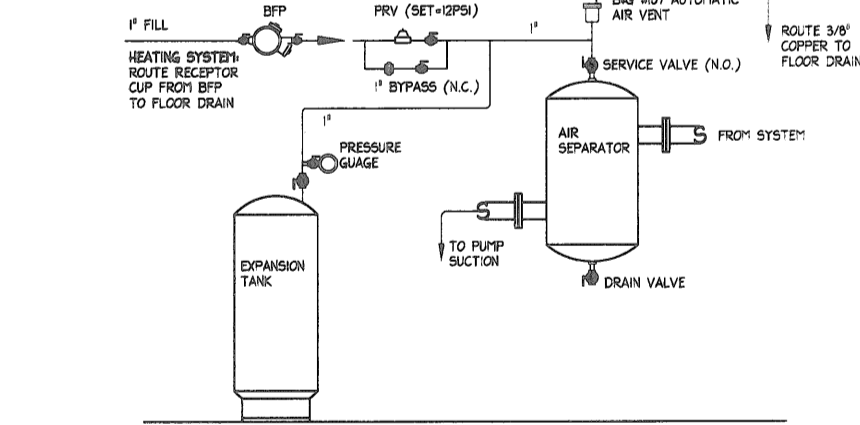 BFP
PRV (SET=12PSI)
AUTOMATIC
AIR VENT
1" FILL
1"
ROUTE 3/8"
COPPER TO
FLOOR DRAIN
HEATING SYSTEM:
ROUTE RECEPTOR
CUP FROM BFP
TO FLOOR DRAIN
SERVICE VALVE (N.O.)
1" BYPASS (N.C.)
1"
AIR
SEPARATOR
FROM SYSTEM
PRESSURE
GUAGE
TO PUMP
SUCTION
EXPANSION
TANK
DRAIN VALVE